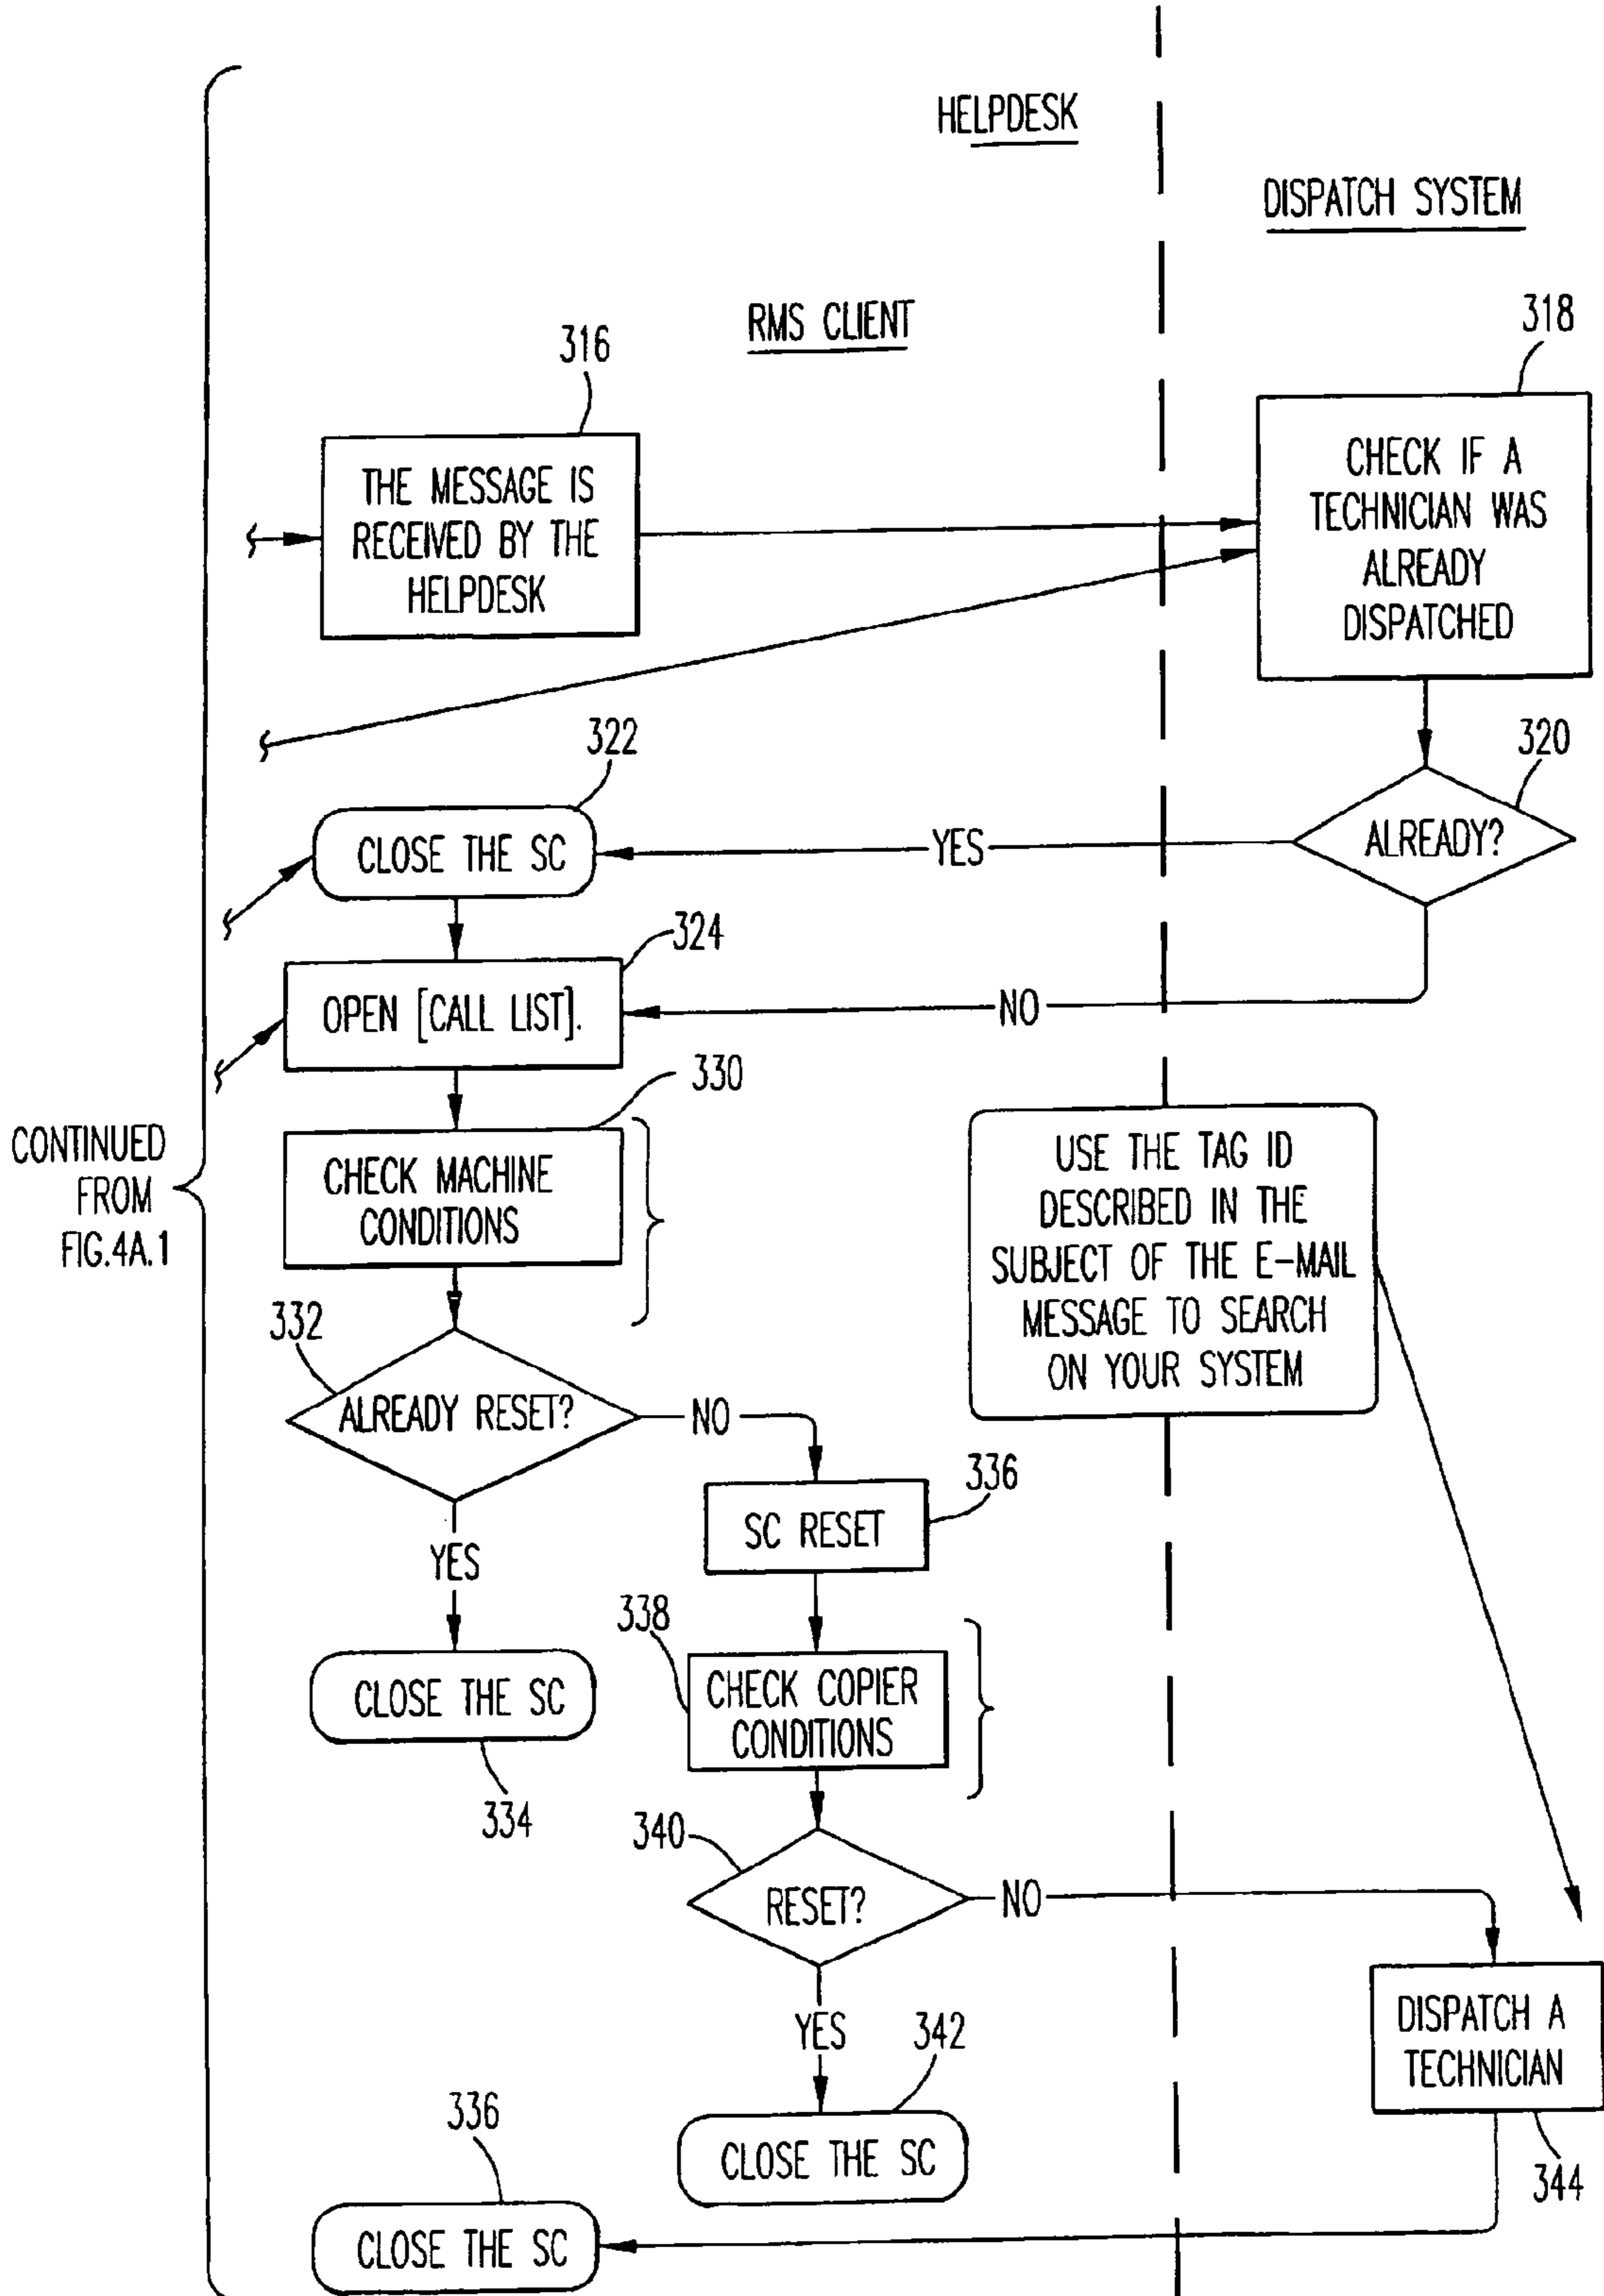 HELPDESK
DISPATCH SYSTEM
RMS CLIENT
316
318
THE MESSAGE IS
RECEIVED BY THE
HELPDESK
CHECK IF A
TECHNICIAN WAS
ALREADY
DISPATCHED
322
320
CLOSE THE SC
YES
ALREADY?
324
OPEN [CALL LIST].
NO
330
CONTINUED
FROM
FIG.4A.1
CHECK MACHINE
CONDITIONS
USE THE TAG ID
DESCRIBED IN THE
SUBJECT OF THE E-MAIL
MESSAGE TO SEARCH
ON YOUR SYSTEM
332
ALREADY RESET?
NO
336
SC RESET
YES
338
CHECK COPIER
CONDITIONS
CLOSE THE SC
334
340
RESET?
NO
YES
342
DISPATCH A
TECHNICIAN
336
CLOSE THE SC
344
CLOSE THE SC